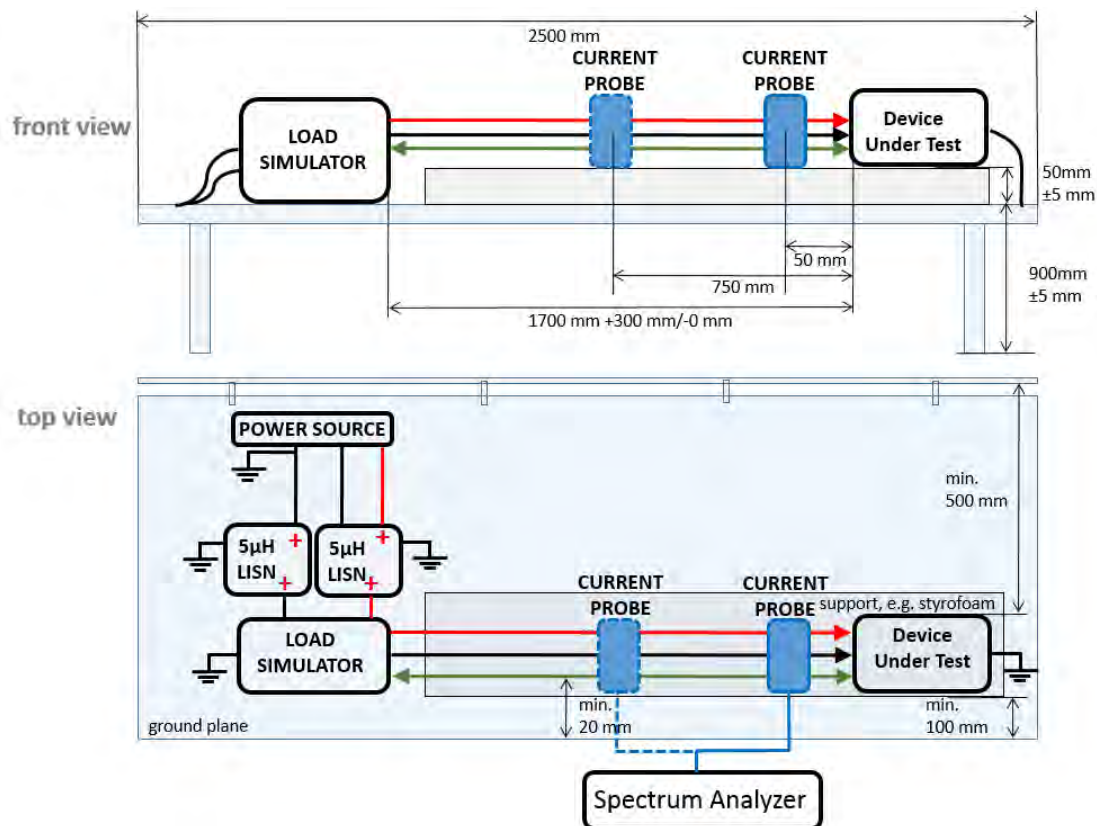 2500 mm
CURRENT
PROBE
CURRENT
PROBE
front view
LOAD
SIMULATOR
Device
Under Test
50mm
±5 mm
50 mm
900mm
±5 mm
750 mm
1700 mm +300 mm/-0 mm
top view
POWER SOURCE
min.
500 mm
5µH
LISN
+
+
5µH
LISN
+
+
CURRENT
PROBE
CURRENT
PROBE
support, e.g. styrofoam
LOAD
SIMULATOR
Device
Under Test
min.
20 mm
min.
100 mm
ground plane
Spectrum Analyzer